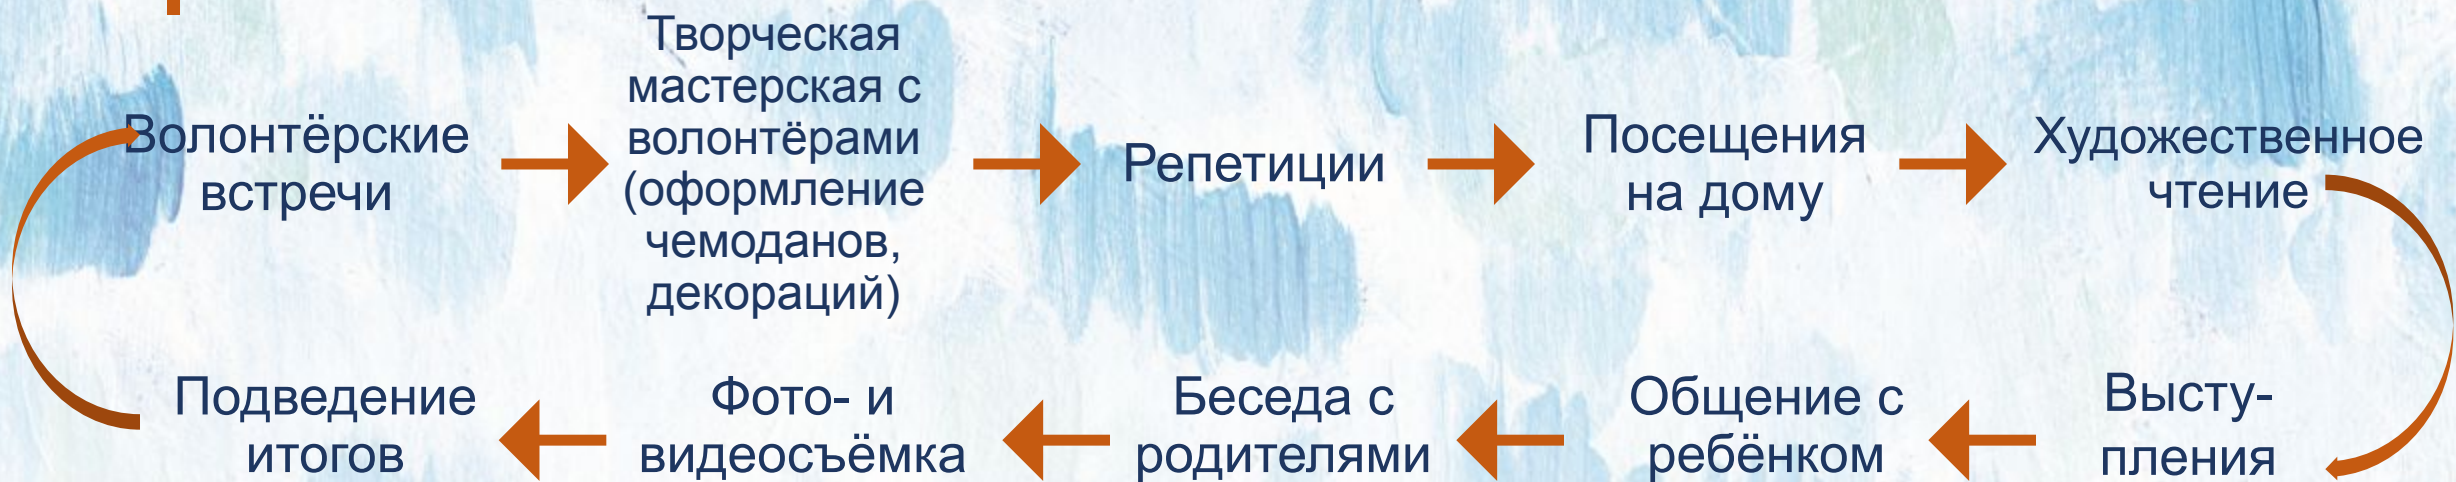 Волонтёрские
встречи
Творческая
мастерская с
волонтёрами
(оформление
чемоданов,
декораций)
Репетиции
Посещения
на дому
Художественное
чтение
Высту-
пления
Общение с
ребёнком
Беседа с
родителями
Фото- и
видеосъёмка
Подведение
итогов